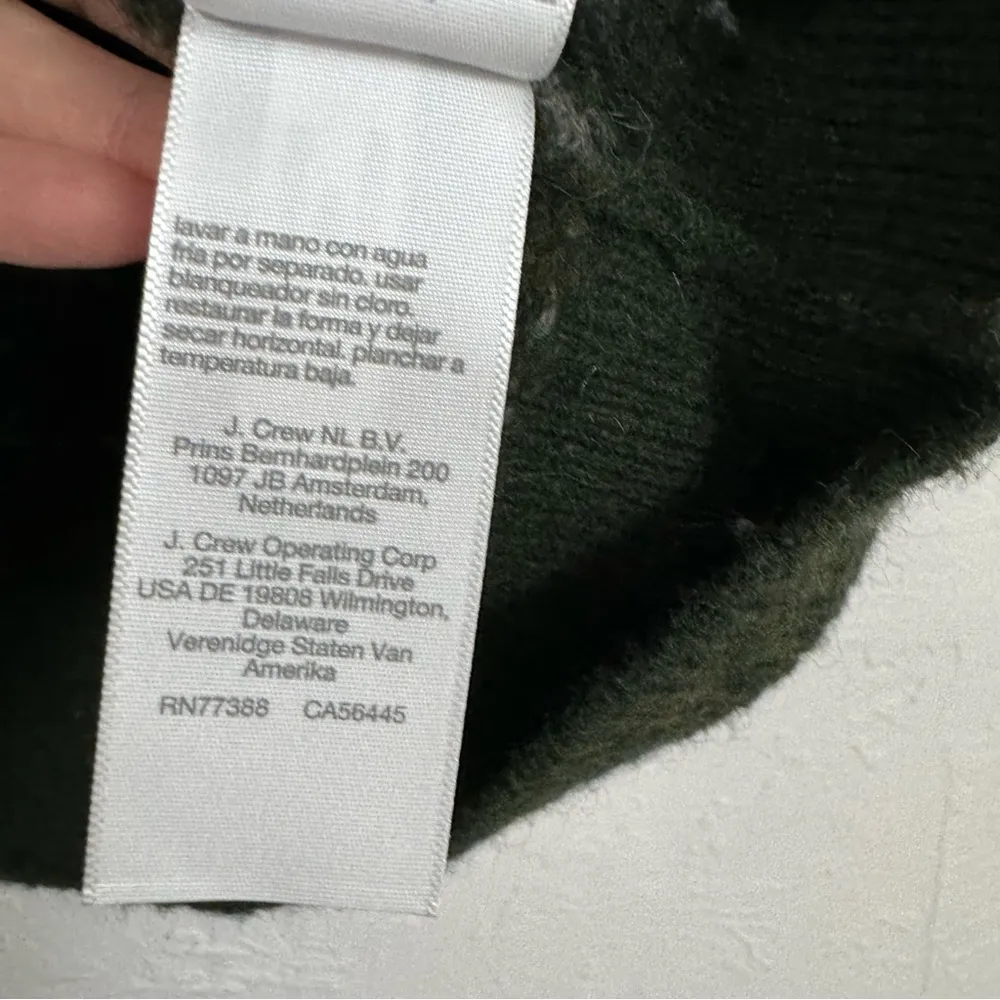 lavar a mano con agua
fria por separado. usar
blanqueador sin cloro.
restaurar la forma y dejar
secar horizontal. planchar a
temperatura baja.
J. Crew NL B.V.
Prins Bernhardplein 200
1097 JB Amsterdam,
Netherlands
J. Crew Operating Corp
251 Little Falls Drive
USA DE 19808 Wilmington,
Delaware
Verenidge Staten Van
Amerika
RN77388 CA56445